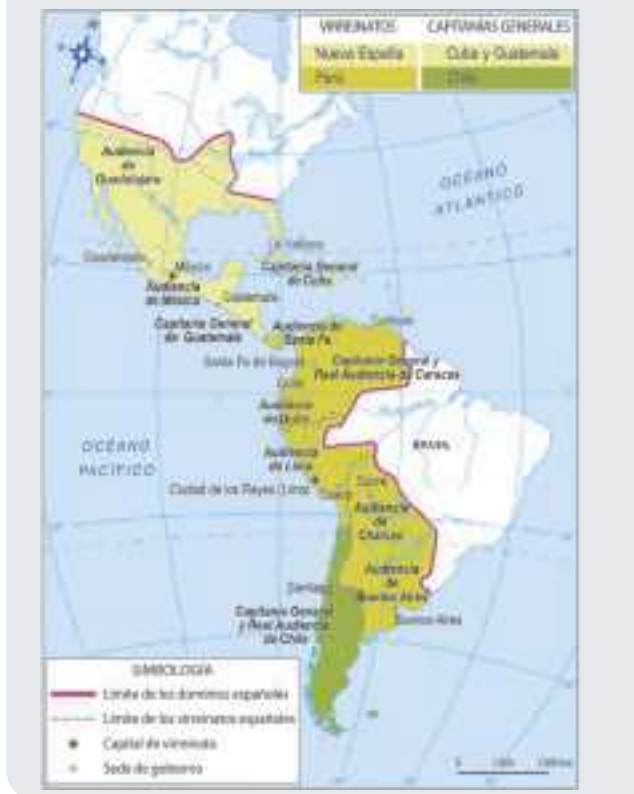 VIRREINATOS
CAPITANÍAS GENERALES
Nueva España
Cuba y Guatemala
Perú
Chile
Audiencia
de
Guadalajara
OCÉANO
ATLÁNTICO
Guadalajara
México
La Habana
Capitanía General
de Cuba
Audiencia
de México
Guatemala
Capitanía General
de Guatemala
Audiencia de
Santa Fe
Caracas
Santa Fe de Bogotá
Capitanía General y
Real Audiencia de Caracas
Quito
Audiencia
de Quito
OCÉANO
PACÍFICO
BRASIL
Audiencia
de Lima
Ciudad de los Reyes (Lima)
Cuzco
Sucre
Audiencia
de
Charcas
Audiencia
de
Buenos Aires
Santiago
Buenos Aires
Capitanía General
y Real Audiencia
de Chile
SIMBOLOGÍA
Límite de los dominios españoles
Límite de los virreinatos españoles
Capital de virreinato
Sede de gobierno
0